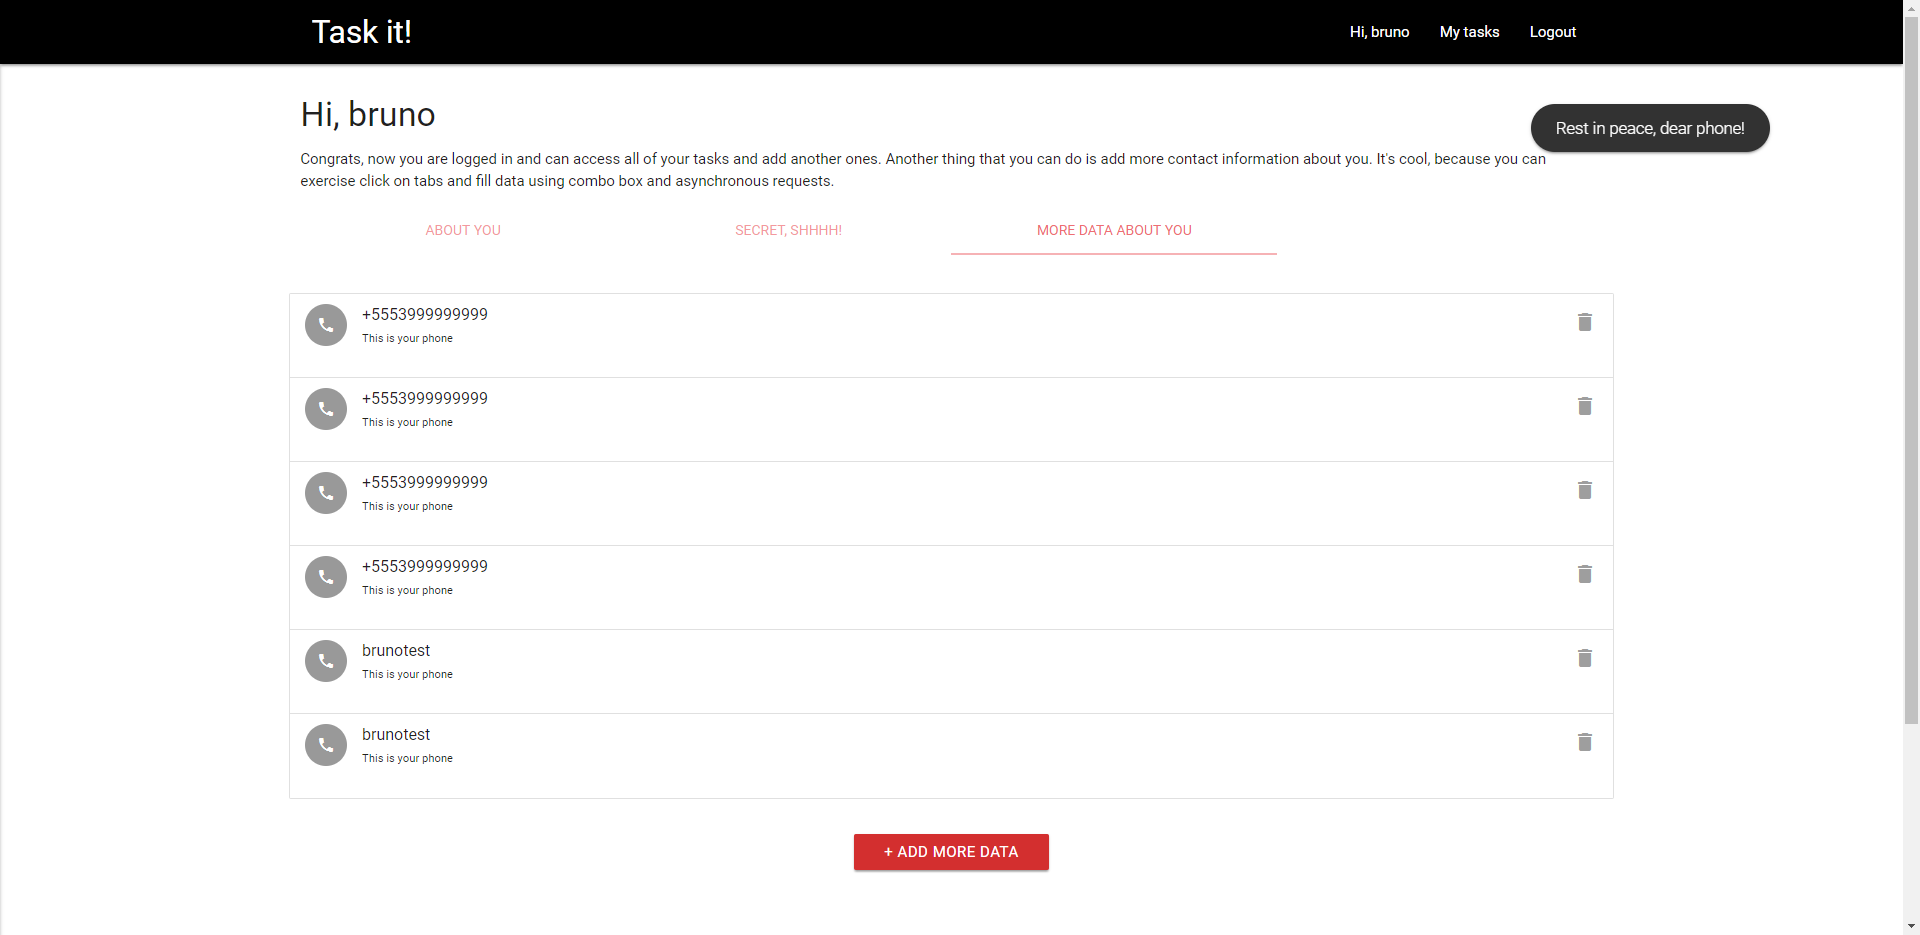 Task it!
Hi, bruno
My tasks
Logout
Hi, bruno
Rest in peace, dear phone!
Congrats, now you are logged in and can access all of your tasks and add another ones. Another thing that you can do is add more contact information about you. It's cool, because you can
exercise click on tabs and fill data using combo box and asynchronous requests.
ABOUT YOU
SECRET, SHHHH!
MORE DATA ABOUT YOU
+5553999999999
This is your phone
+5553999999999
This is your phone
+5553999999999
This is your phone
+5553999999999
This is your phone
brunotest
This is your phone
brunotest
This is your phone
+ ADD MORE DATA